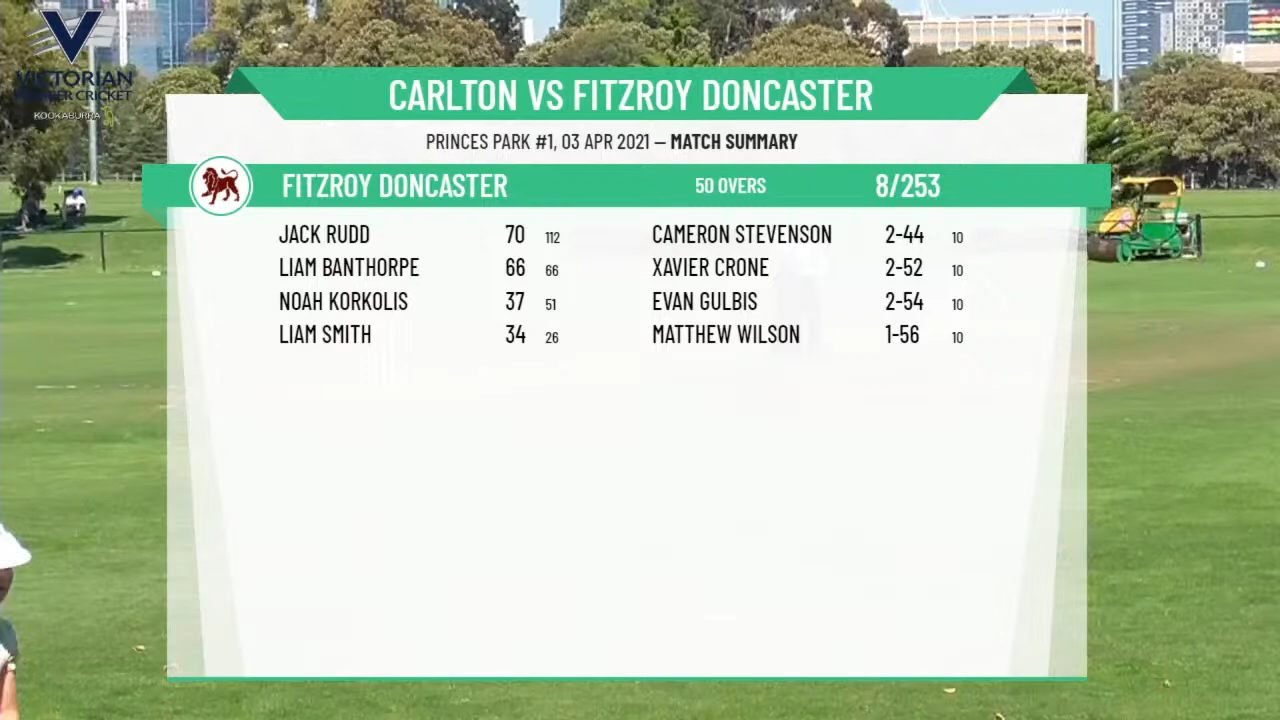 VICTORIAN
PREMIER CRICKET
KOOKABURRA
CARLTON VS FITZROY DONCASTER
PRINCES PARK #1, 03 APR 2021 – MATCH SUMMARY
FITZROY DONCASTER 50 OVERS 8/253
JACK RUDD 70 112 CAMERON STEVENSON 2-44 10
LIAM BANTHORPE 66 66 XAVIER CRONE 2-52 10
NOAH KORKOLIS 37 51 EVAN GULBIS 2-54 10
LIAM SMITH 34 26 MATTHEW WILSON 1-56 10